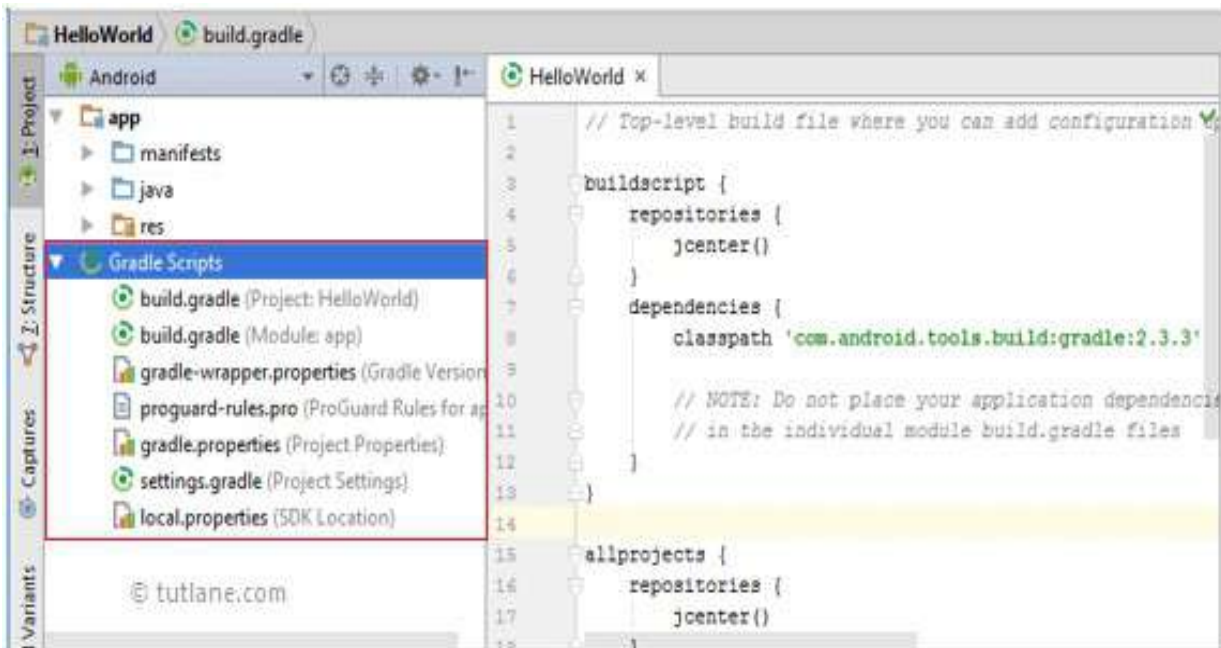 HelloWorld build.gradle
Android
HelloWorld ×
1: Project
7: Structure
Captures
Variants
app
manifests
java
res
Gradle Scripts
build.gradle (Project: HelloWorld)
build.gradle (Module: app)
gradle-wrapper.properties (Gradle Version
proguard-rules.pro (ProGuard Rules for ap
gradle.properties (Project Properties)
settings.gradle (Project Settings)
local.properties (SDK Location)
© tutlane.com
1 // Top-level build file where you can add configuration
2
3 buildscript {
4 repositories {
5 jcenter()
6 }
7 dependencies {
8 classpath 'com.android.tools.build:gradle:2.3.3'
9
10 // NOTE: Do not place your application dependencie
11 // in the individual module build.gradle files
12 }
13 }
14
15 allprojects {
16 repositories {
17 jcenter()
18 }